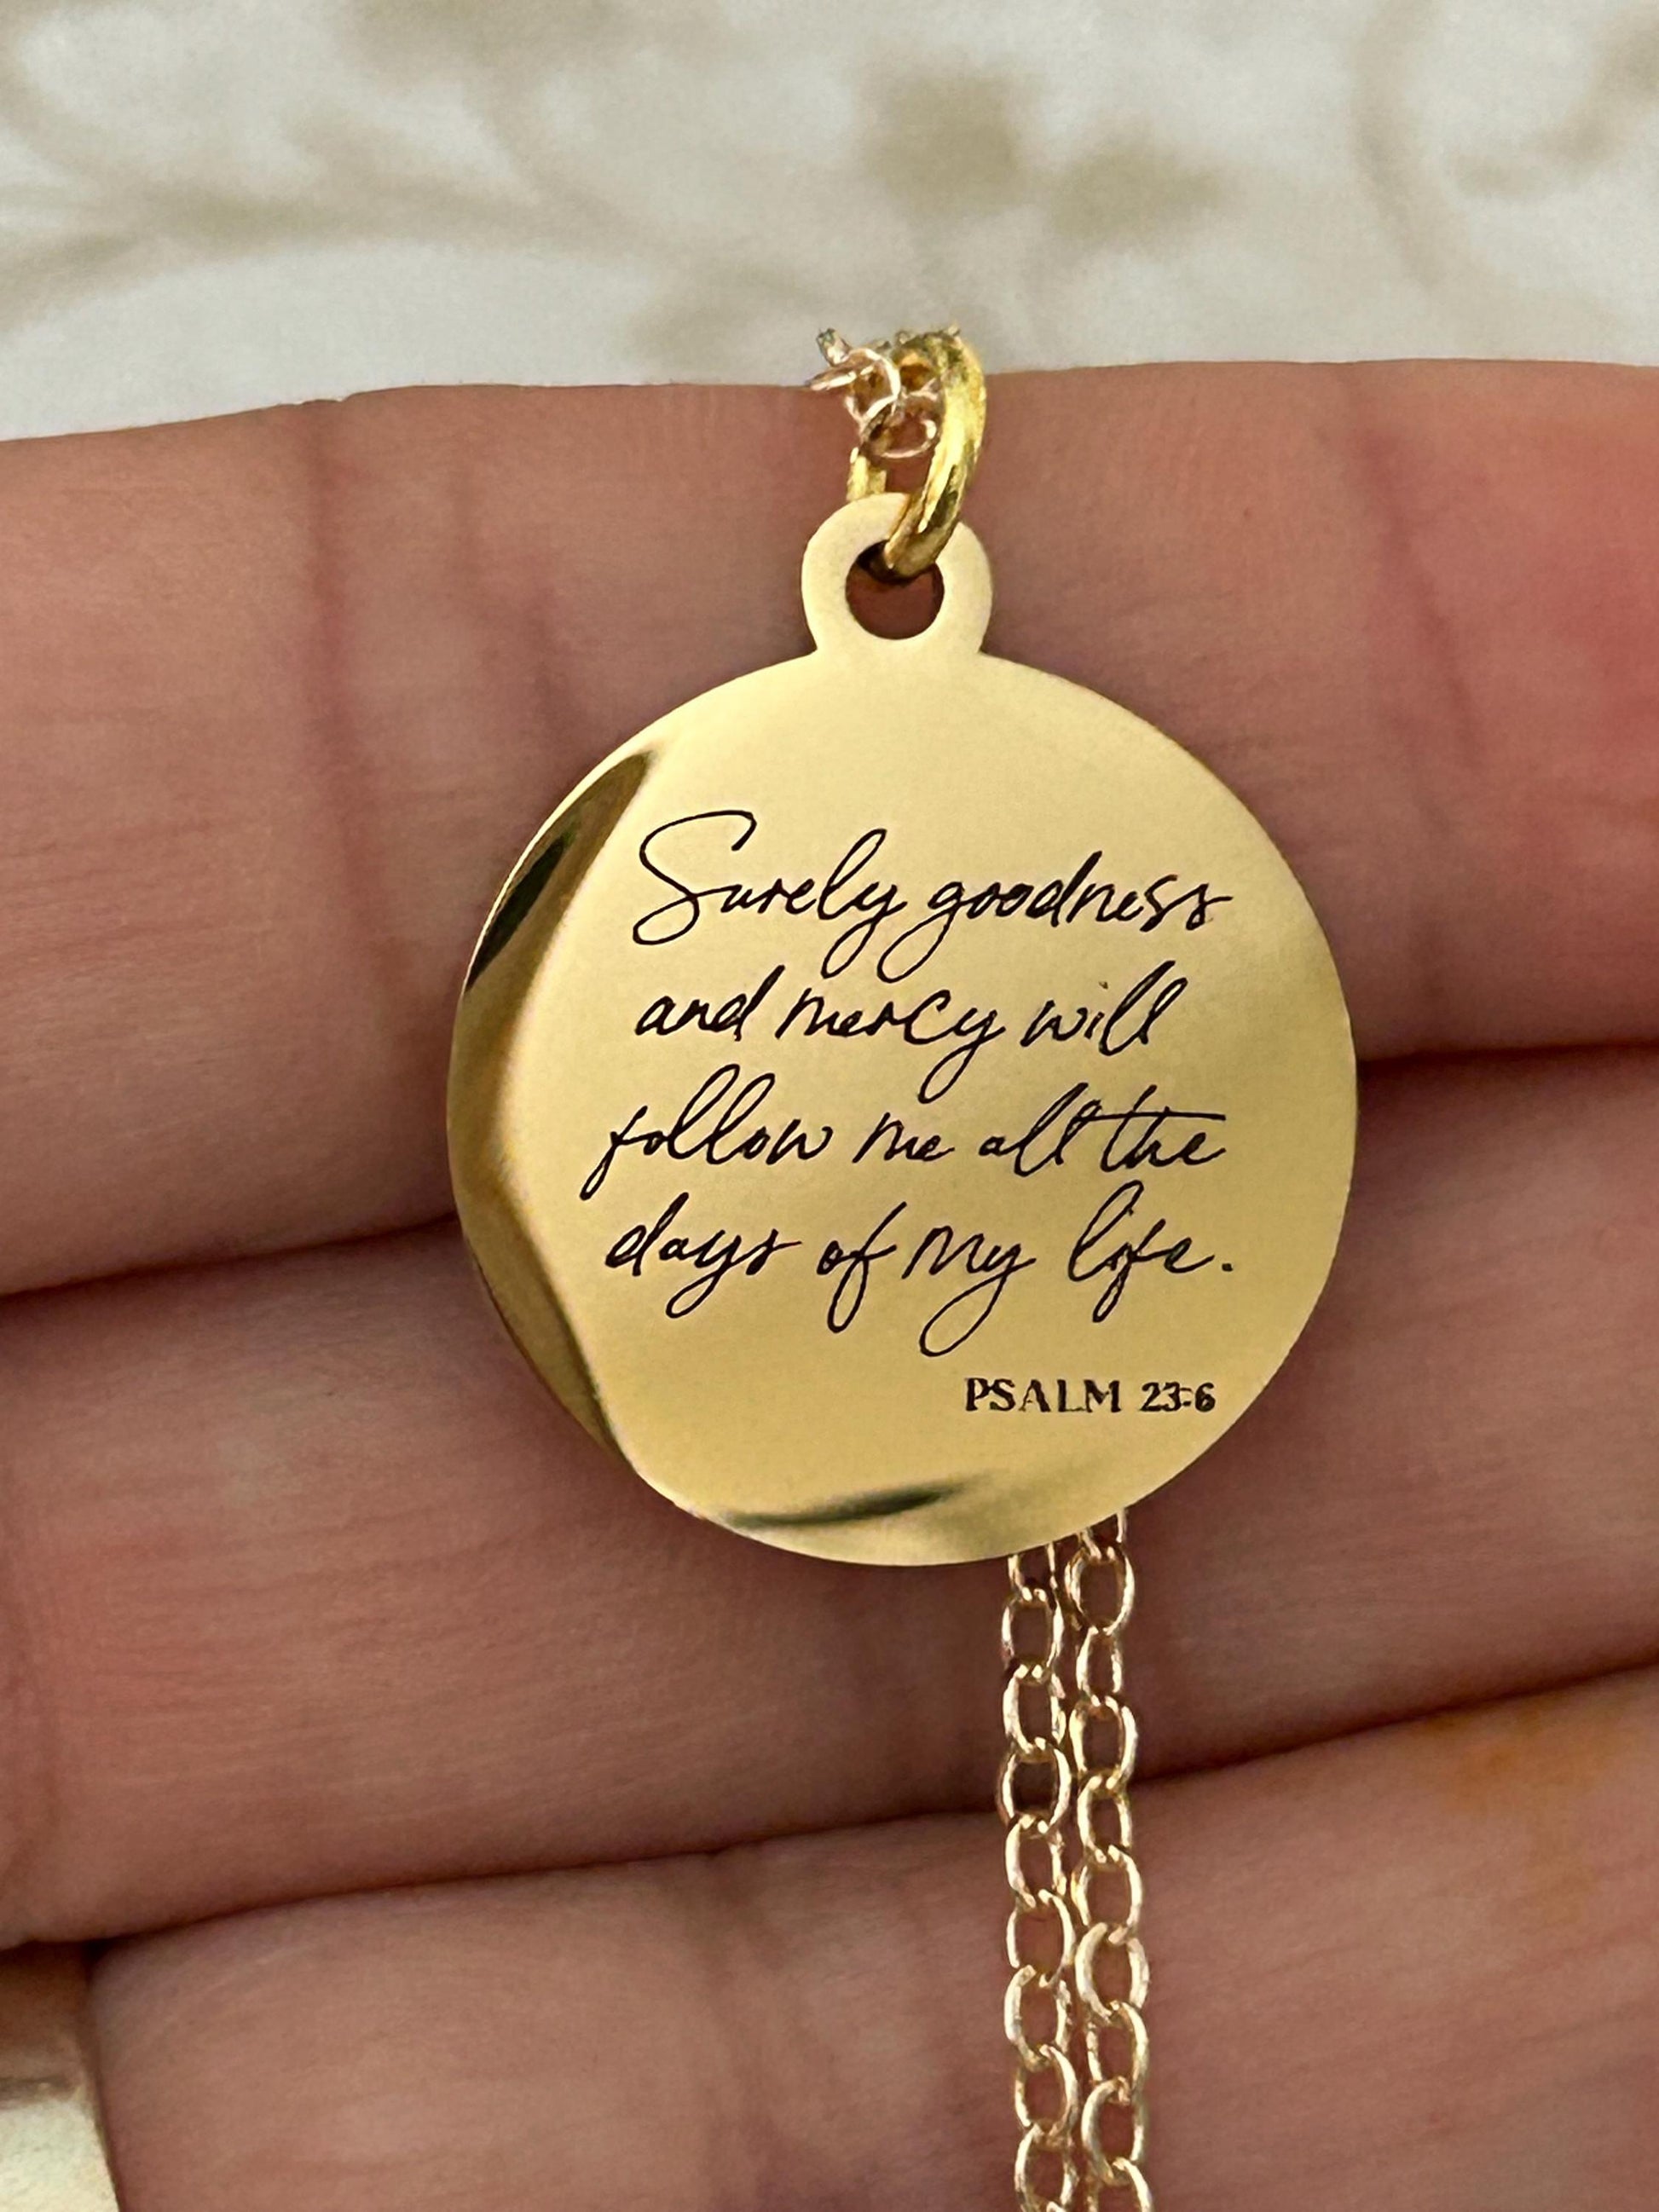 Surely goodness
and mercy will
follow me all the
days of my life.
PSALM 23:6